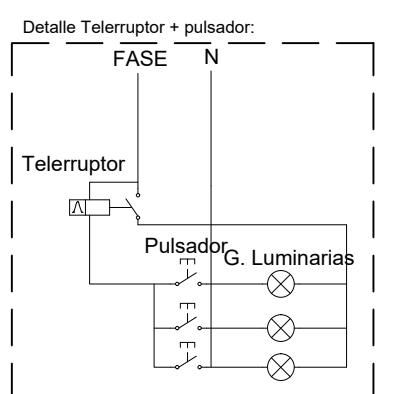 Detalle Telerruptor + pulsador:
FASE N
Telerruptor
Pulsador
G. Luminarias